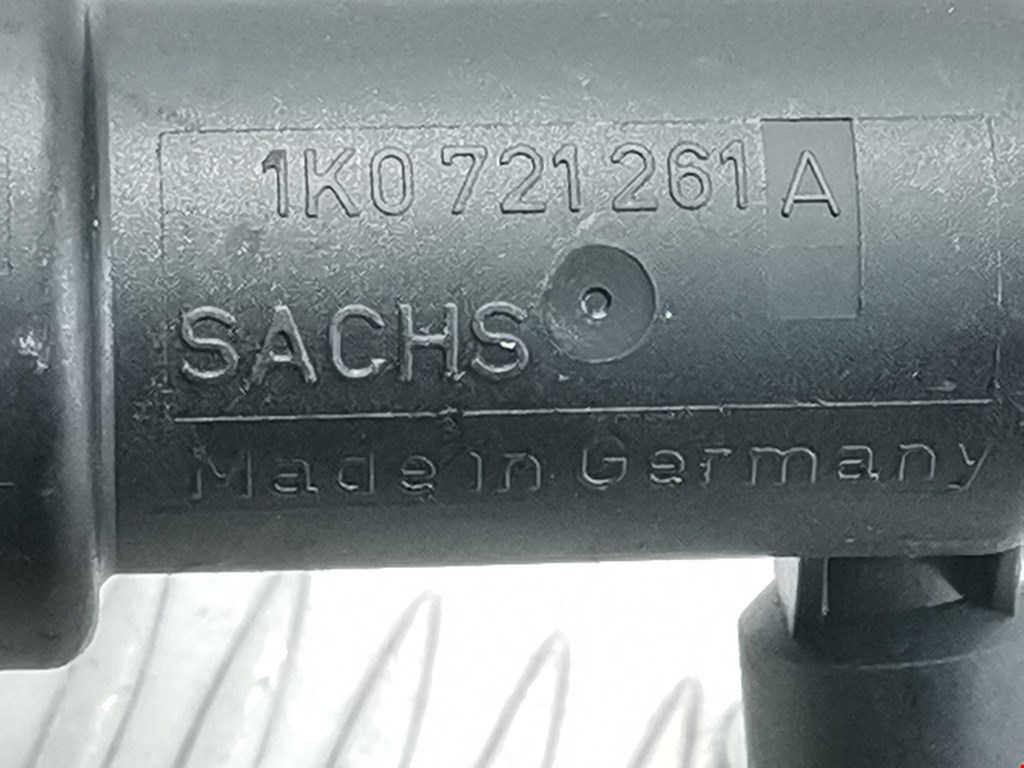 1K0 721 261 A
SACHS
Made in Germany